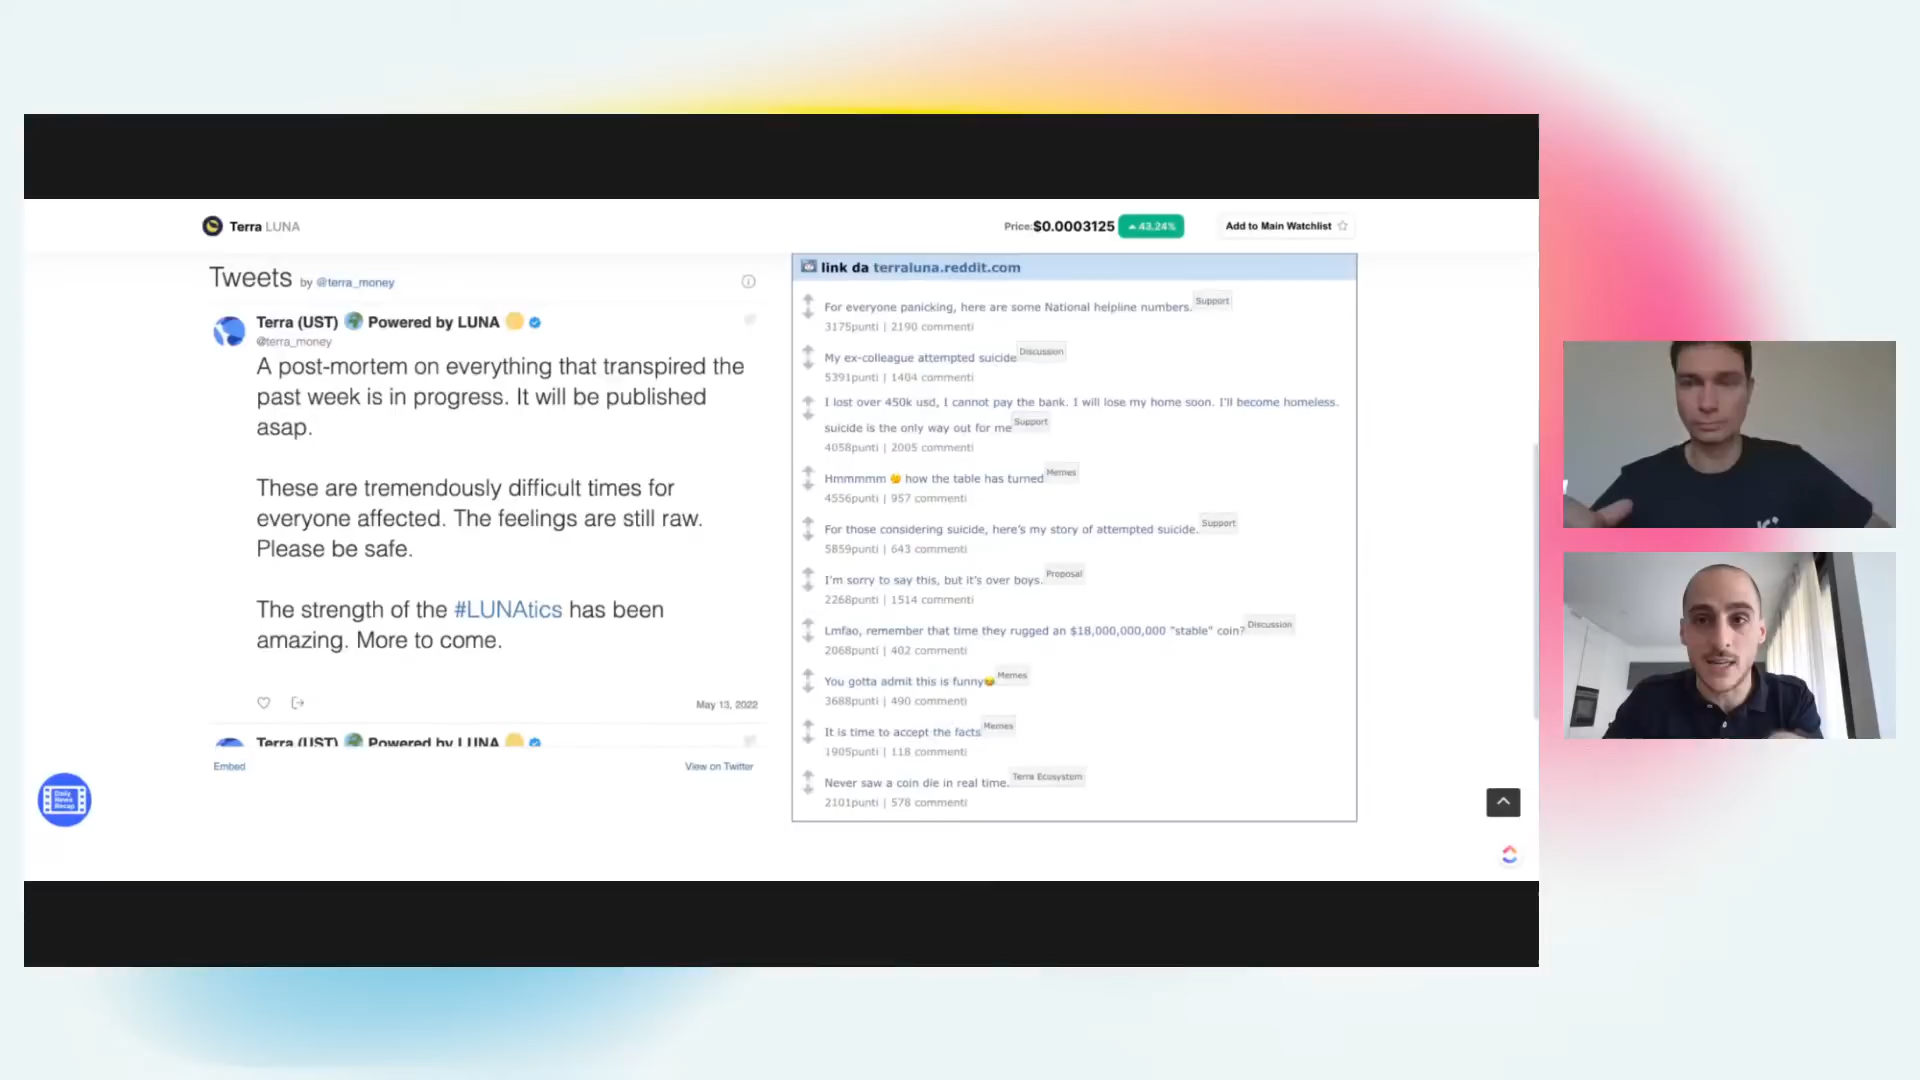 Terra LUNA
Price:$0.0003125 43.24%
Add to Main Watchlist
Tweets by @terra_money
Terra (UST) Powered by LUNA
@terra_money
A post-mortem on everything that transpired the
past week is in progress. It will be published
asap.
These are tremendously difficult times for
everyone affected. The feelings are still raw.
Please be safe.
The strength of the #LUNAtics has been
amazing. More to come.
May 13, 2022
Terra (UST) Powered by LUNA
Embed
View on Twitter
Daily
News
Recap
link da terraluna.reddit.com
For everyone panicking, here are some National helpline numbers. Support
3175punti | 2190 commenti
My ex-colleague attempted suicide Discussion
5391punti | 1404 commenti
I lost over 450k usd, I cannot pay the bank. I will lose my home soon. I'll become homeless.
suicide is the only way out for me Support
4058punti | 2005 commenti
Hmmmmm 🤔 how the table has turned Memes
4556punti | 957 commenti
For those considering suicide, here's my story of attempted suicide. Support
5859punti | 643 commenti
I'm sorry to say this, but it's over boys. Proposal
2268punti | 1514 commenti
Lmfao, remember that time they rugged an $18,000,000,000 "stable" coin? Discussion
2068punti | 402 commenti
You gotta admit this is funny😂 Memes
3688punti | 490 commenti
It is time to accept the facts Memes
1905punti | 118 commenti
Never saw a coin die in real time. Terra Ecosystem
2101punti | 578 commenti